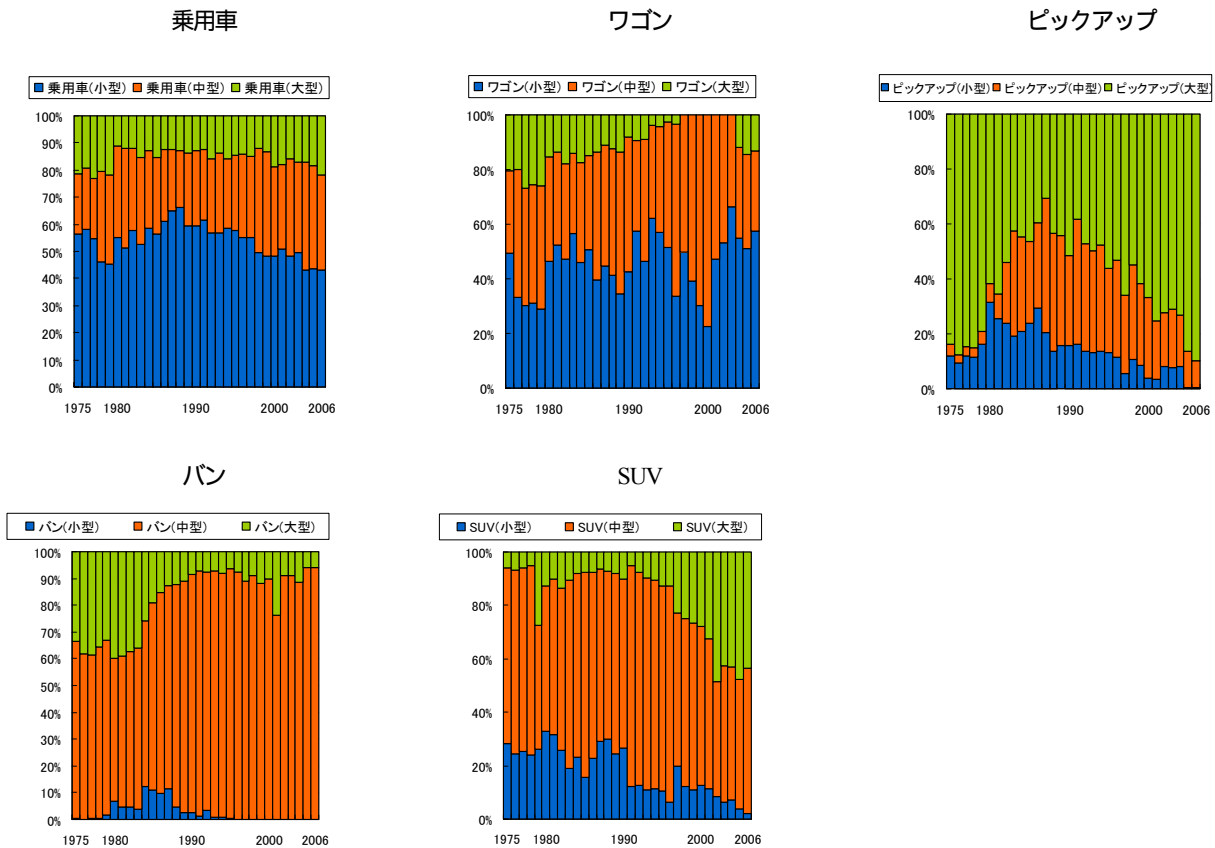 乗用車
■ 乗用車(小型) ■ 乗用車(中型) ■ 乗用車(大型)
100%
90%
80%
70%
60%
50%
40%
30%
20%
10%
0%
1975 1980 1990 2000 2006
ワゴン
■ ワゴン(小型) ■ ワゴン(中型) ■ ワゴン(大型)
100%
80%
60%
40%
20%
0%
1975 1980 1990 2000 2006
ピックアップ
■ ピックアップ(小型) ■ ピックアップ(中型) ■ ピックアップ(大型)
100%
80%
60%
40%
20%
0%
1975 1980 1990 2000 2006
バン
■ バン(小型) ■ バン(中型) ■ バン(大型)
100%
90%
80%
70%
60%
50%
40%
30%
20%
10%
0%
1975 1980 1990 2000 2006
SUV
■ SUV(小型) ■ SUV(中型) ■ SUV(大型)
100%
80%
60%
40%
20%
0%
1975 1980 1990 2000 2006